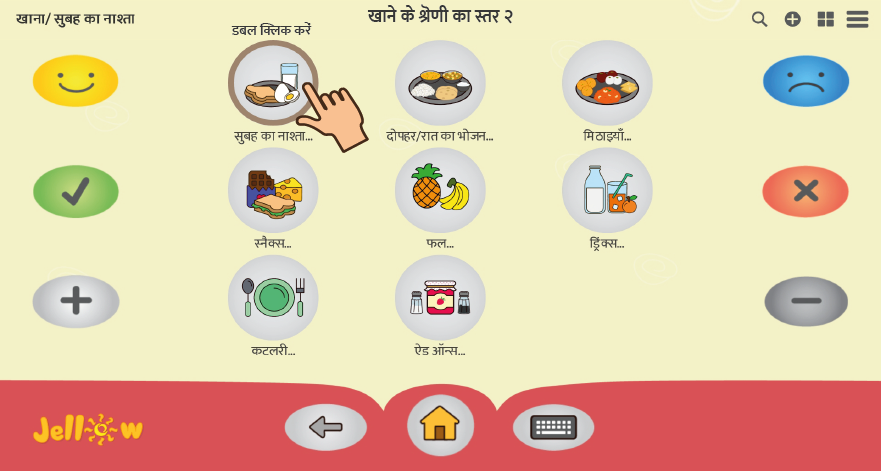 खाना/ सुबह का नाश्ता
खाने के श्रेणी का स्तर २
डबल क्लिक करें
सुबह का नाश्ता...
दोपहर/रात का भोजन...
मिठाइयाँ...
स्नैक्स...
फल...
ड्रिंक्स...
कटलरी...
ऐड ऑन्स...
Jellow